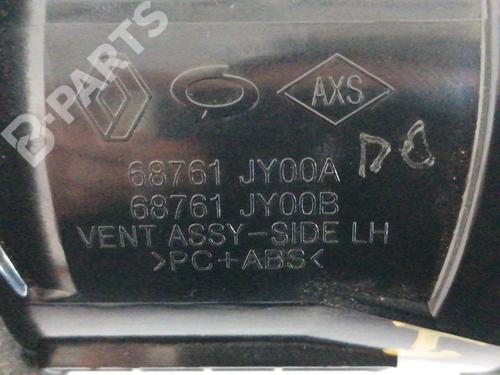 B-PARTS
AXS
68761 JY00A
68761 JY00B
VENT ASSY-SIDE LH
>PC+ABS<